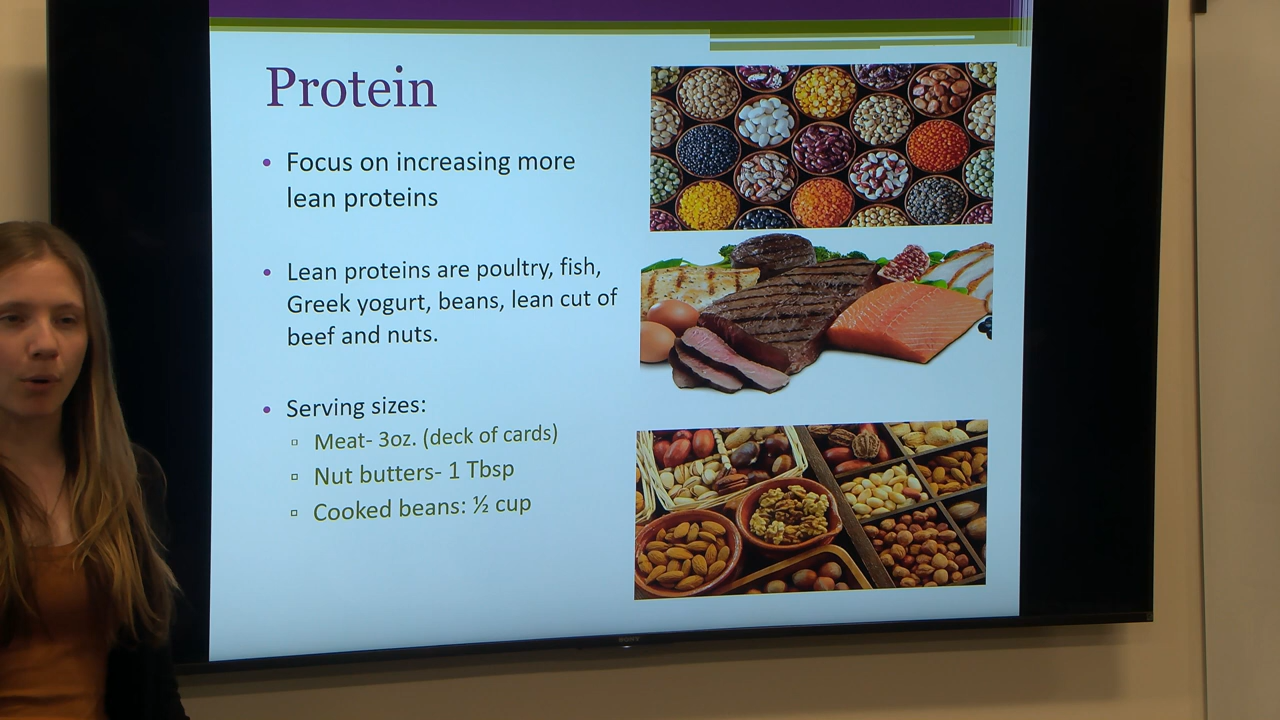 Protein
• Focus on increasing more
lean proteins
• Lean proteins are poultry, fish,
Greek yogurt, beans, lean cut of
beef and nuts.
• Serving sizes:
▫ Meat- 3oz. (deck of cards)
▫ Nut butters- 1 Tbsp
▫ Cooked beans: ½ cup
SONY